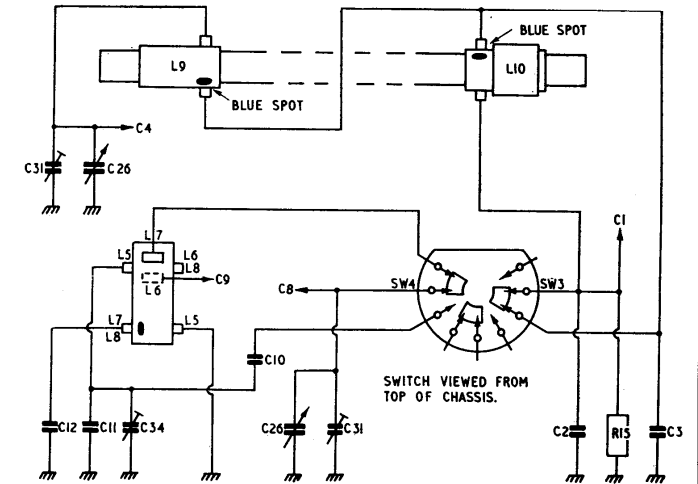 BLUE SPOT
L9
L10
BLUE SPOT
C4
C31
C26
L7
C1
L5
L6
L8
L6
C9
C8
SW4
SW3
L7
L8
L5
C10
SWITCH VIEWED FROM
TOP OF CHASSIS.
C12
C11
C34
C26
C31
C2
R15
C3